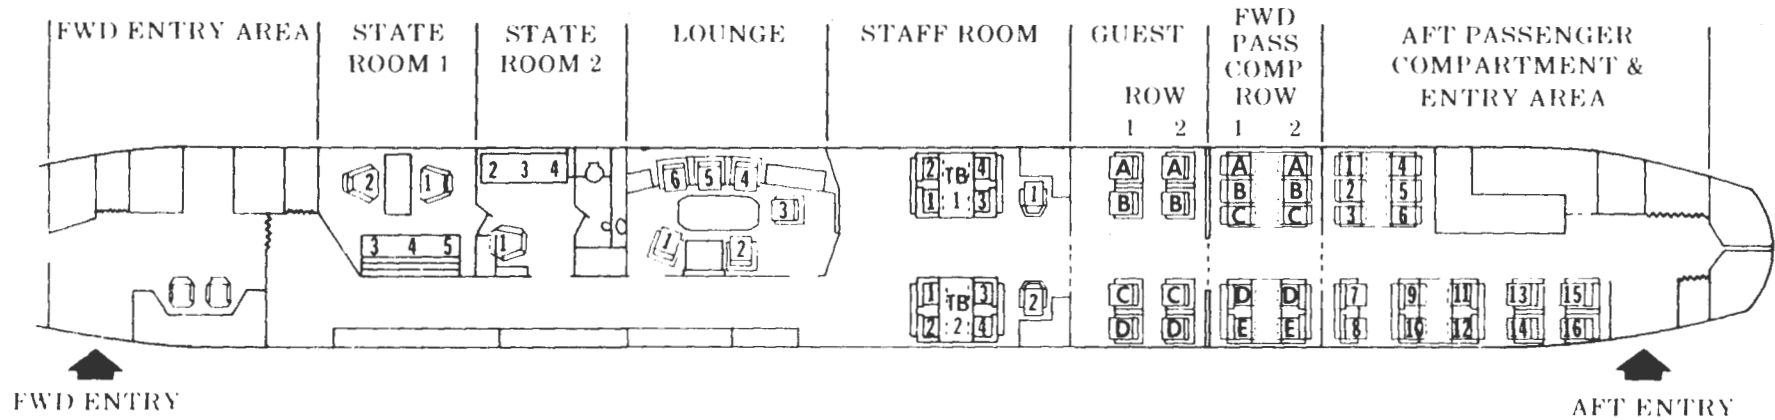 FWD ENTRY AREA
STATE
ROOM 1
STATE
ROOM 2
LOUNGE
STAFF ROOM
GUEST
ROW
1 2
FWD
PASS
COMP
ROW
1 2
AFT PASSENGER
COMPARTMENT &
ENTRY AREA
2 1
3 4 5
2 3 4
1
6 5 4
3
1 2
2 4
TB
1 1 3
1
1 3
TB
2 2 4
2
A A
B B
C C
D D
A A
B B
C C
D D
E E
1 4
2 5
3 6
7 9 11 13 15
8 10 12 14 16
FWD ENTRY
AFT ENTRY